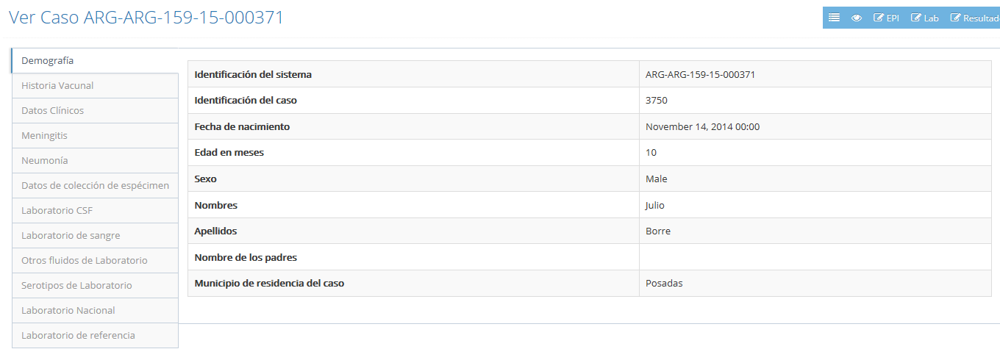 Ver Caso ARG-ARG-159-15-000371
EPI Lab Resultado
Demografía
Historia Vacunal
Datos Clínicos
Meningitis
Neumonía
Datos de colección de espécimen
Laboratorio CSF
Laboratorio de sangre
Otros fluidos de Laboratorio
Serotipos de Laboratorio
Laboratorio Nacional
Laboratorio de referencia
Identificación del sistema ARG-ARG-159-15-000371
Identificación del caso 3750
Fecha de nacimiento November 14, 2014 00:00
Edad en meses 10
Sexo Male
Nombres Julio
Apellidos Borre
Nombre de los padres
Municipio de residencia del caso Posadas